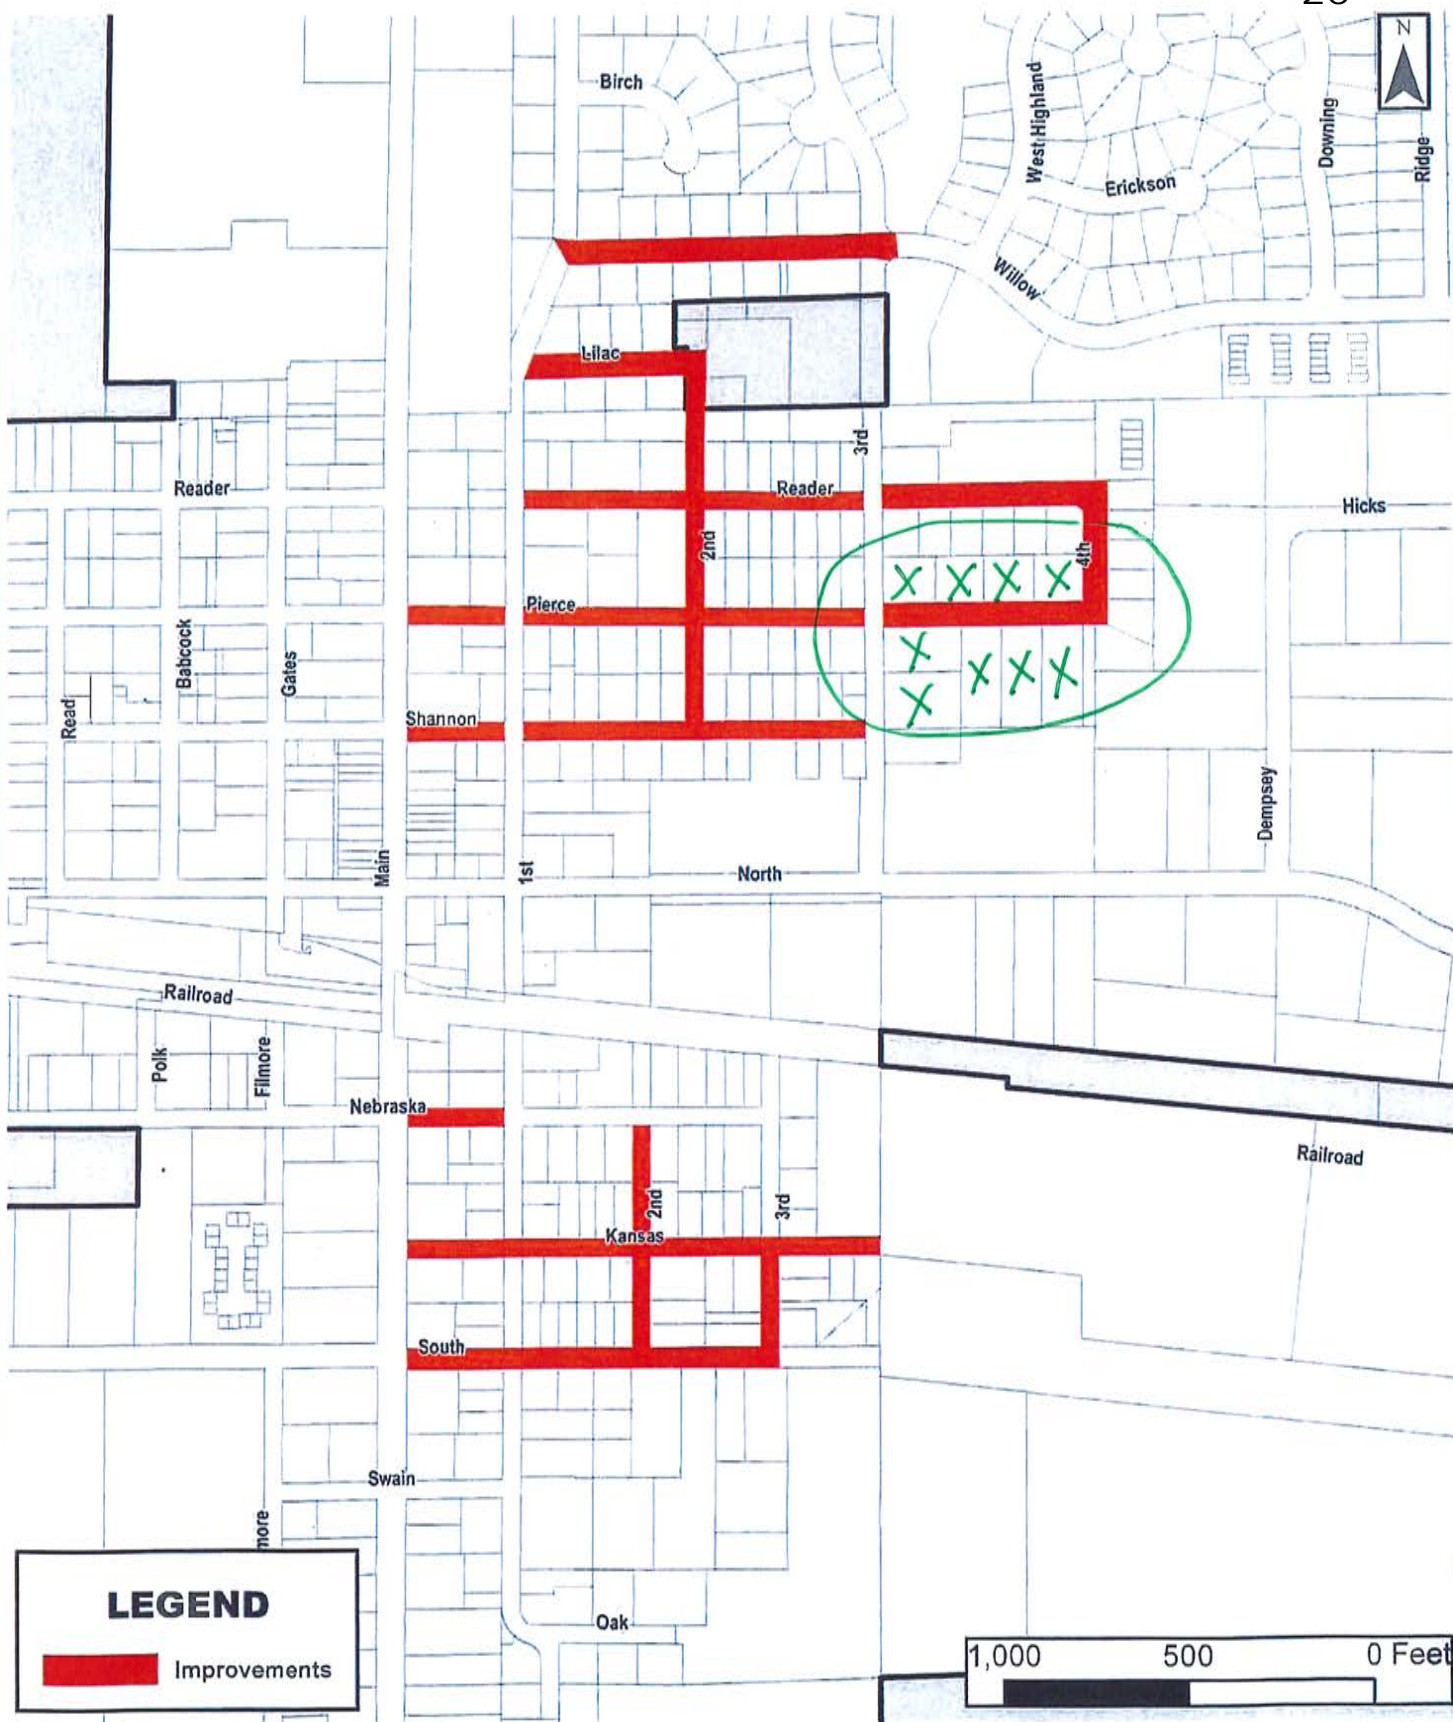 N
Birch
West Highland
Downing
Ridge
Erickson
Willow
Lilac
3rd
Reader
Reader
Hicks
2nd
4th
X X X X
Pierce
Babcock
Gates
X
X X X
X
Read
Shannon
Dempsey
Main
1st
North
Railroad
Polk
Filmore
Nebraska
Railroad
2nd
3rd
Kansas
South
Swain
more
LEGEND
Improvements
Oak
1,000 500 0 Feet